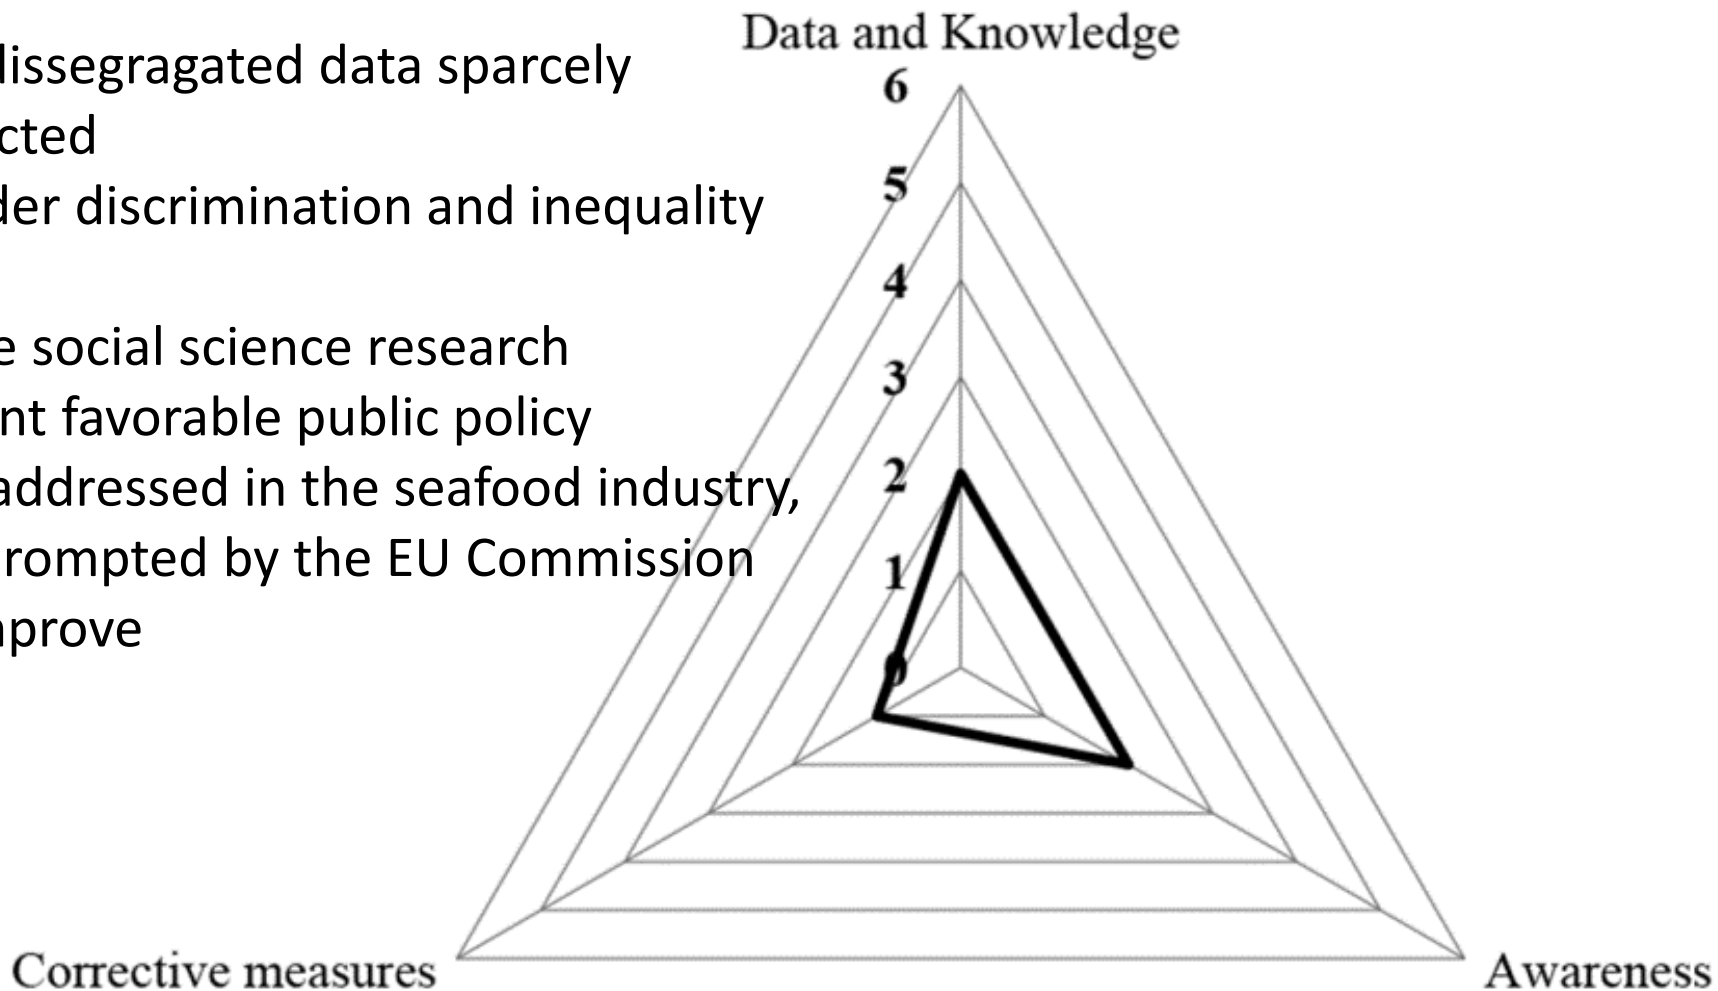 dissegragated data sparcely
cted
der discrimination and inequality
e social science research
nt favorable public policy
addressed in the seafood industry,
rompted by the EU Commission
prove
Data and Knowledge
6
5
4
3
2
1
0
Corrective measures
Awareness